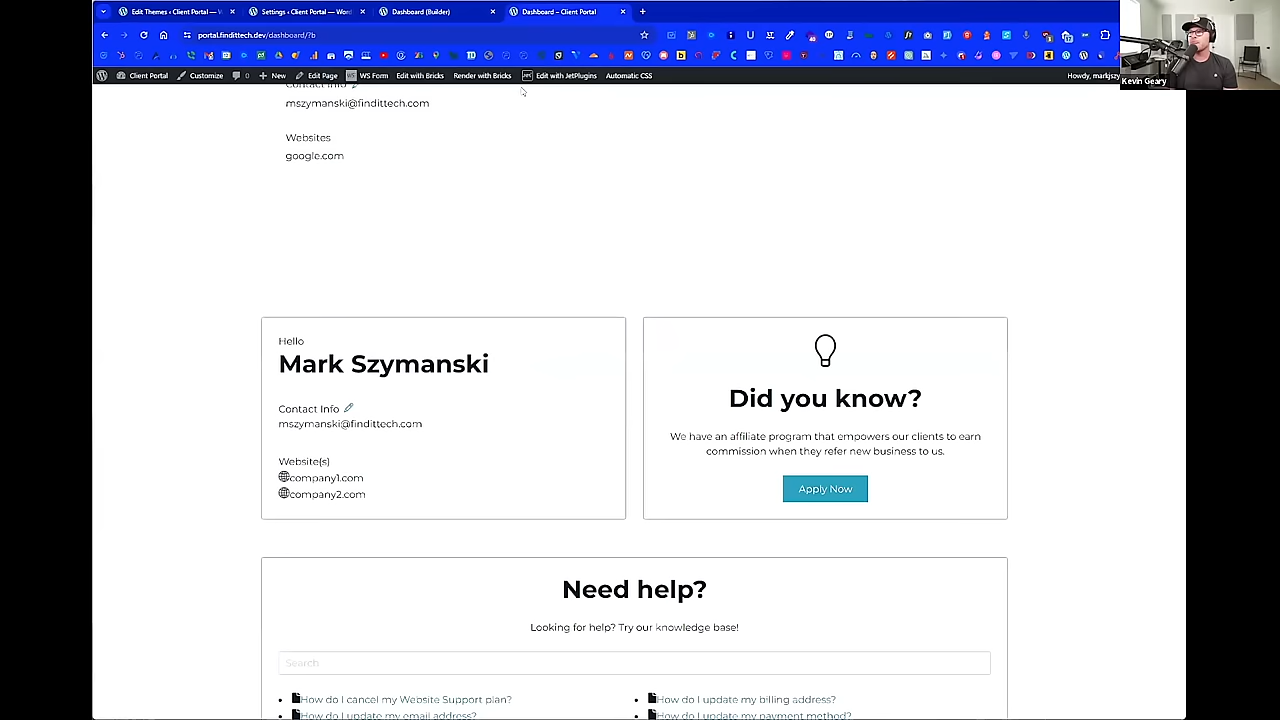 Edit Themes ‹ Client Portal — W
Settings ‹ Client Portal — Word
Dashboard (Builder)
Dashboard – Client Portal
portal.findittech.dev/dashboard/?b
Client Portal
Customize
0
New
Edit Page
WS Form
Edit with Bricks
Render with Bricks
Edit with JetPlugins
Automatic CSS
Howdy, markjszy
Kevin Geary
Contact Info
mszymanski@findittech.com
Websites
google.com
Hello
Mark Szymanski
Contact Info
mszymanski@findittech.com
Website(s)
company1.com
company2.com
Did you know?
We have an affiliate program that empowers our clients to earn
commission when they refer new business to us.
Apply Now
Need help?
Looking for help? Try our knowledge base!
Search
How do I cancel my Website Support plan?
How do I update my billing address?
How do I update my email address?
How do I update my payment method?